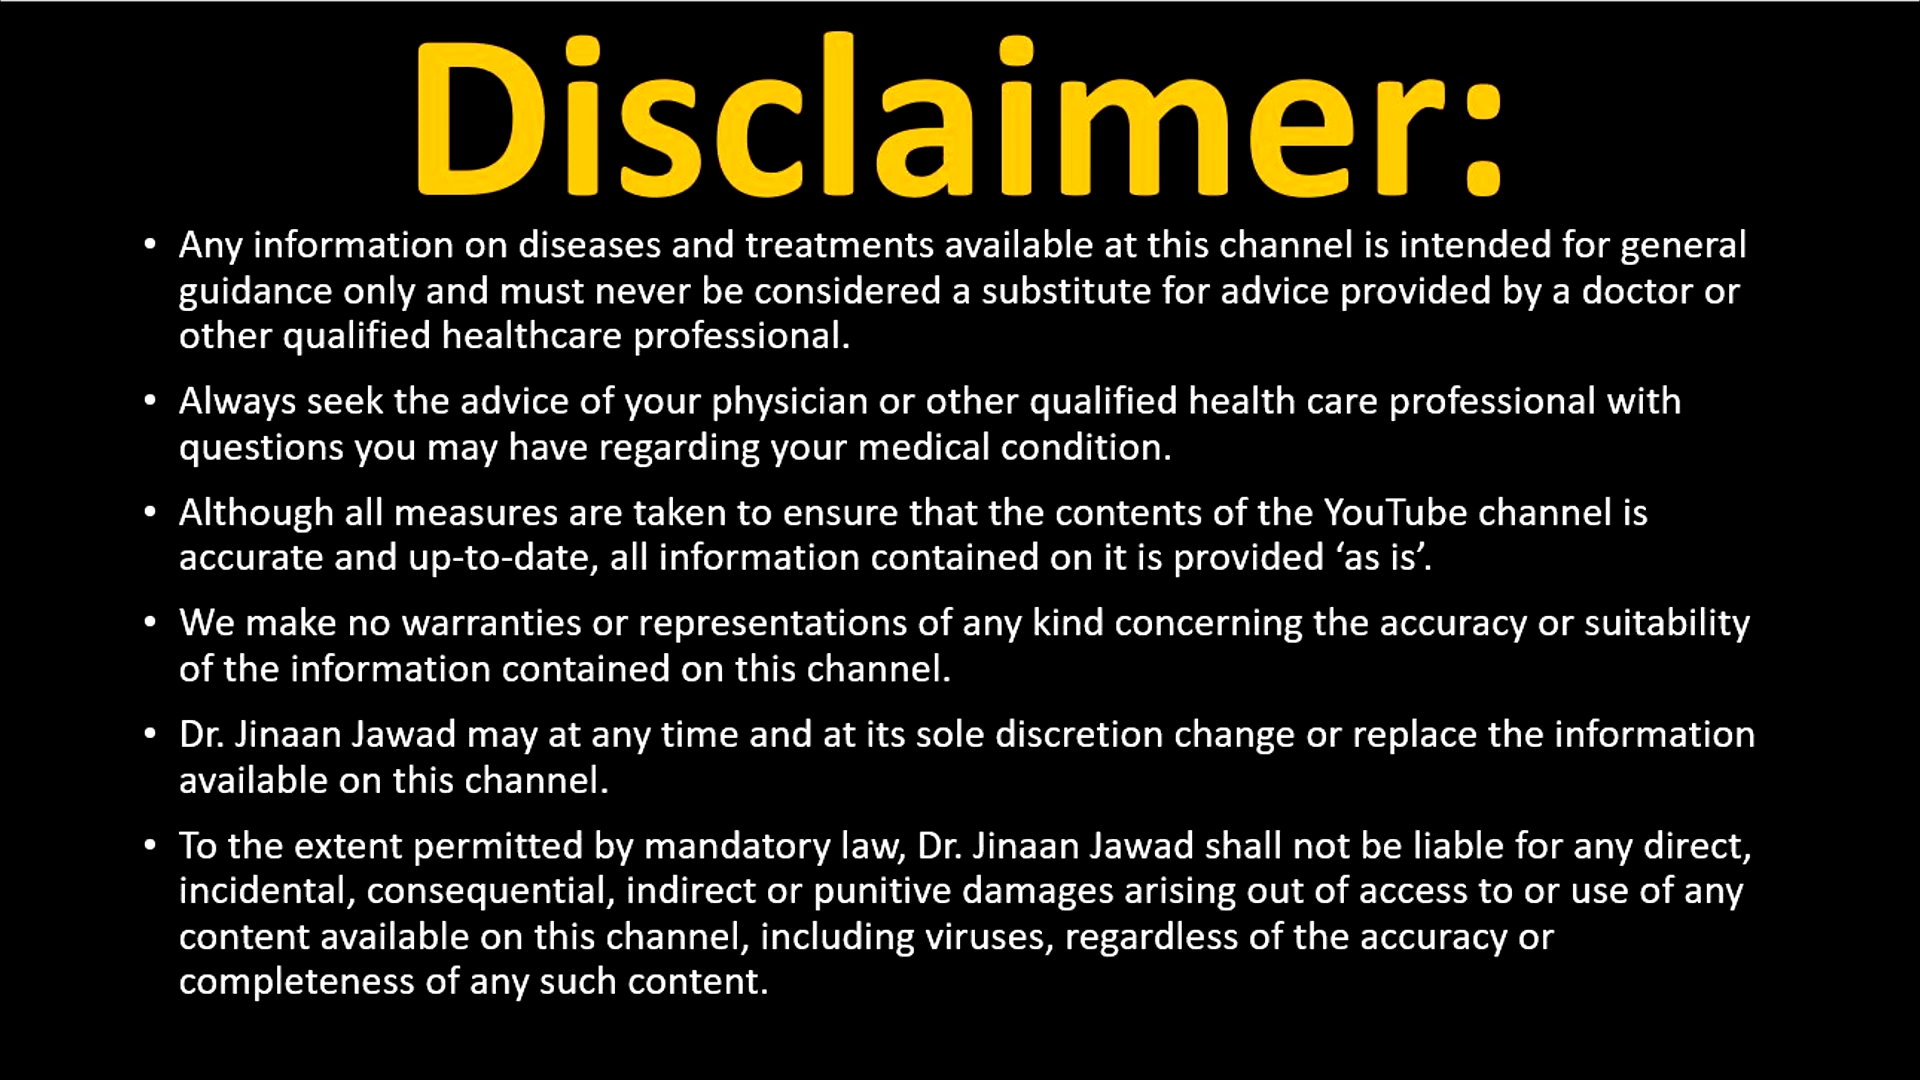 Disclaimer:
• Any information on diseases and treatments available at this channel is intended for general
guidance only and must never be considered a substitute for advice provided by a doctor or
other qualified healthcare professional.
• Always seek the advice of your physician or other qualified health care professional with
questions you may have regarding your medical condition.
• Although all measures are taken to ensure that the contents of the YouTube channel is
accurate and up-to-date, all information contained on it is provided ‘as is’.
• We make no warranties or representations of any kind concerning the accuracy or suitability
of the information contained on this channel.
• Dr. Jinaan Jawad may at any time and at its sole discretion change or replace the information
available on this channel.
• To the extent permitted by mandatory law, Dr. Jinaan Jawad shall not be liable for any direct,
incidental, consequential, indirect or punitive damages arising out of access to or use of any
content available on this channel, including viruses, regardless of the accuracy or
completeness of any such content.